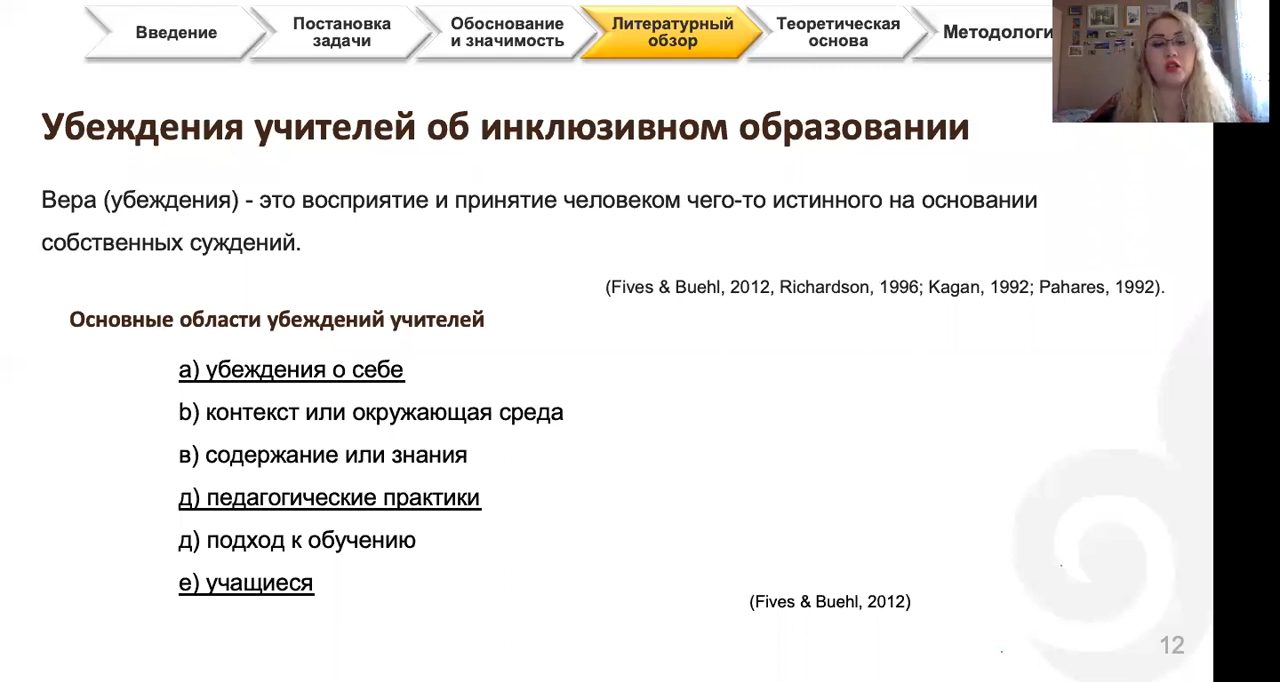 Введение
Постановка
задачи
Обоснование
и значимость
Литературный
обзор
Теоретическая
основа
Методологи
Убеждения учителей об инклюзивном образовании
Вера (убеждения) - это восприятие и принятие человеком чего-то истинного на основании
собственных суждений.
(Fives & Buehl, 2012, Richardson, 1996; Kagan, 1992; Pahares, 1992).
Основные области убеждений учителей
a) убеждения о себе
b) контекст или окружающая среда
в) содержание или знания
д) педагогические практики
д) подход к обучению
е) учащиеся
(Fives & Buehl, 2012)
12